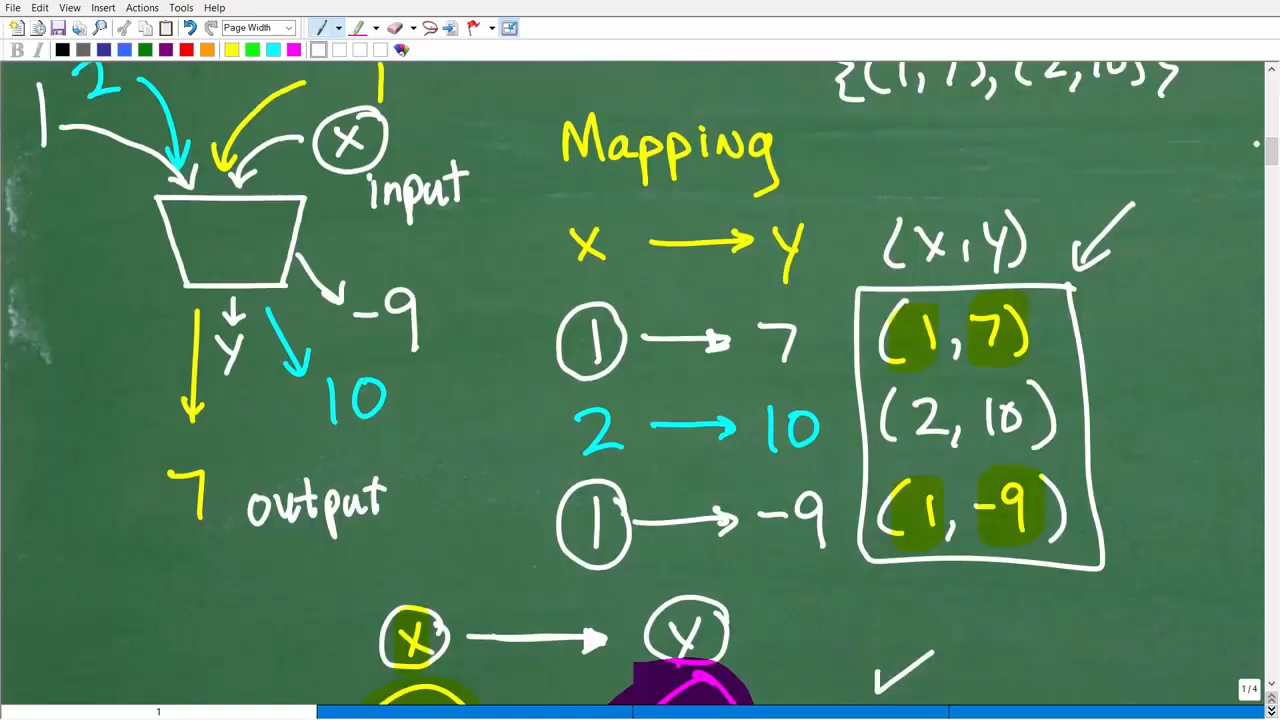 File Edit View Insert Actions Tools Help
Page Width
B I
{(1,7),(2,10)}
1 2 1
x
input
-9
y
10
7 output
Mapping
x → y (x,y)
1 → 7 (1,7)
2 → 10 (2,10)
1 → -9 (1,-9)
x → y
1/4
1